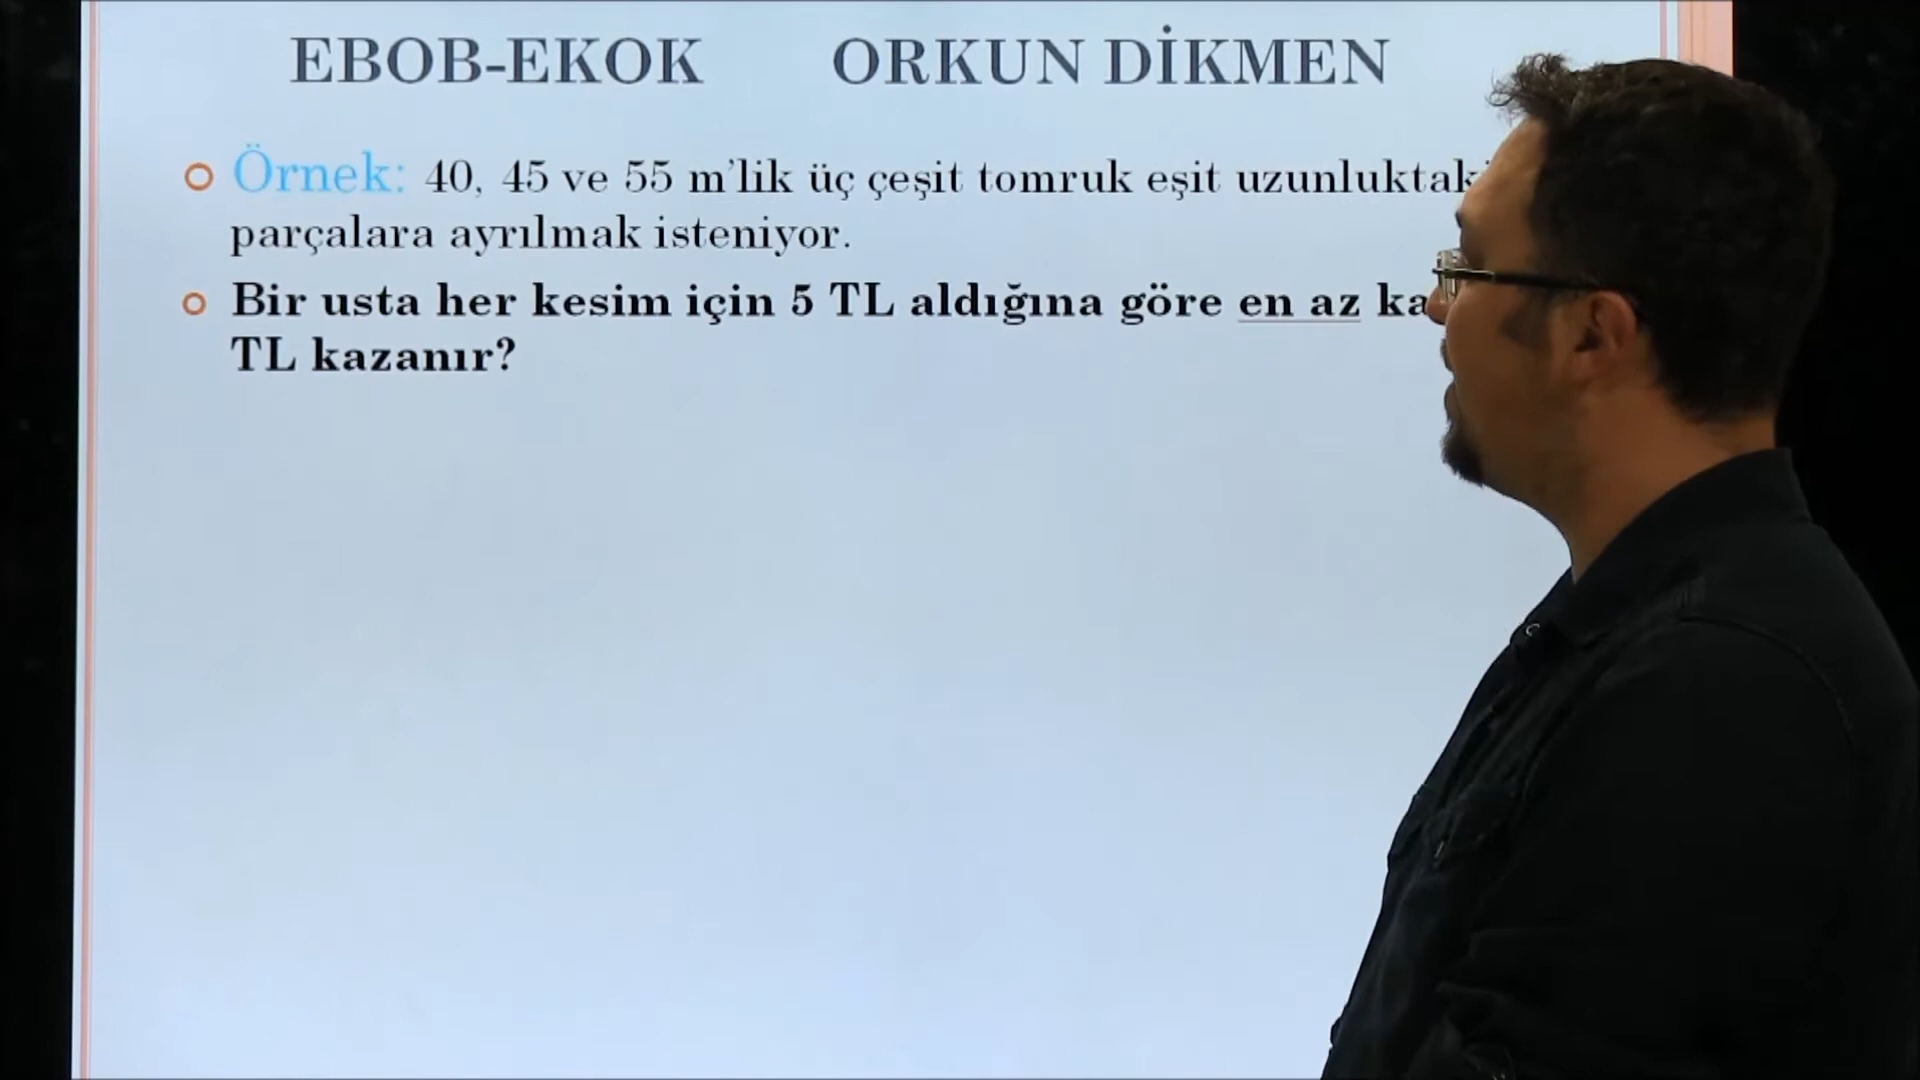 EBOB-EKOK ORKUN DİKMEN
Örnek: 40, 45 ve 55 m'lik üç çeşit tomruk eşit
parçalara ayrılmak isteniyor.
Bir usta her kesim için 5 TL aldığına göre en az
TL kazanır?